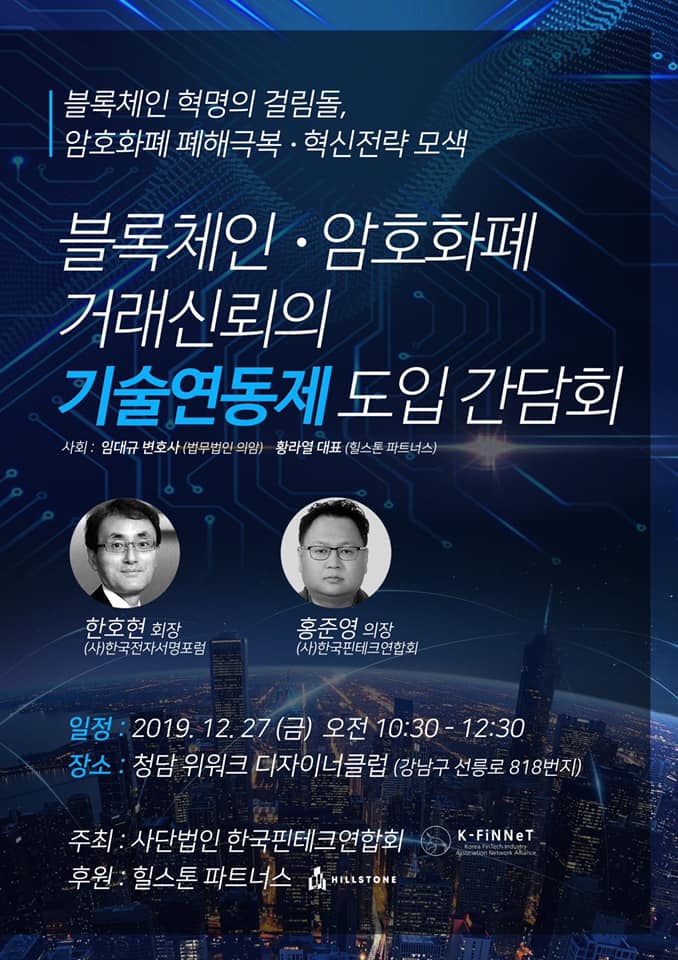 블록체인 혁명의 걸림돌,
암호화폐 폐해극복 · 혁신전략 모색
블록체인 · 암호화폐
거래신뢰의
기술연동제 도입 간담회
사회 : 임대규 변호사 (법무법인 의암) 황라열 대표 (힐스톤 파트너스)
한호현 회장
(사)한국전자서명포럼
홍준영 의장
(사)한국핀테크연합회
일정 : 2019. 12. 27 (금) 오전 10:30 - 12:30
장소 : 청담 위워크 디자이너클럽 (강남구 선릉로 818번지)
주최 : 사단법인 한국핀테크연합회
K-FiNNeT
Korea FinTech Industry
Association Network Alliance
후원 : 힐스톤 파트너스
HILLSTONE